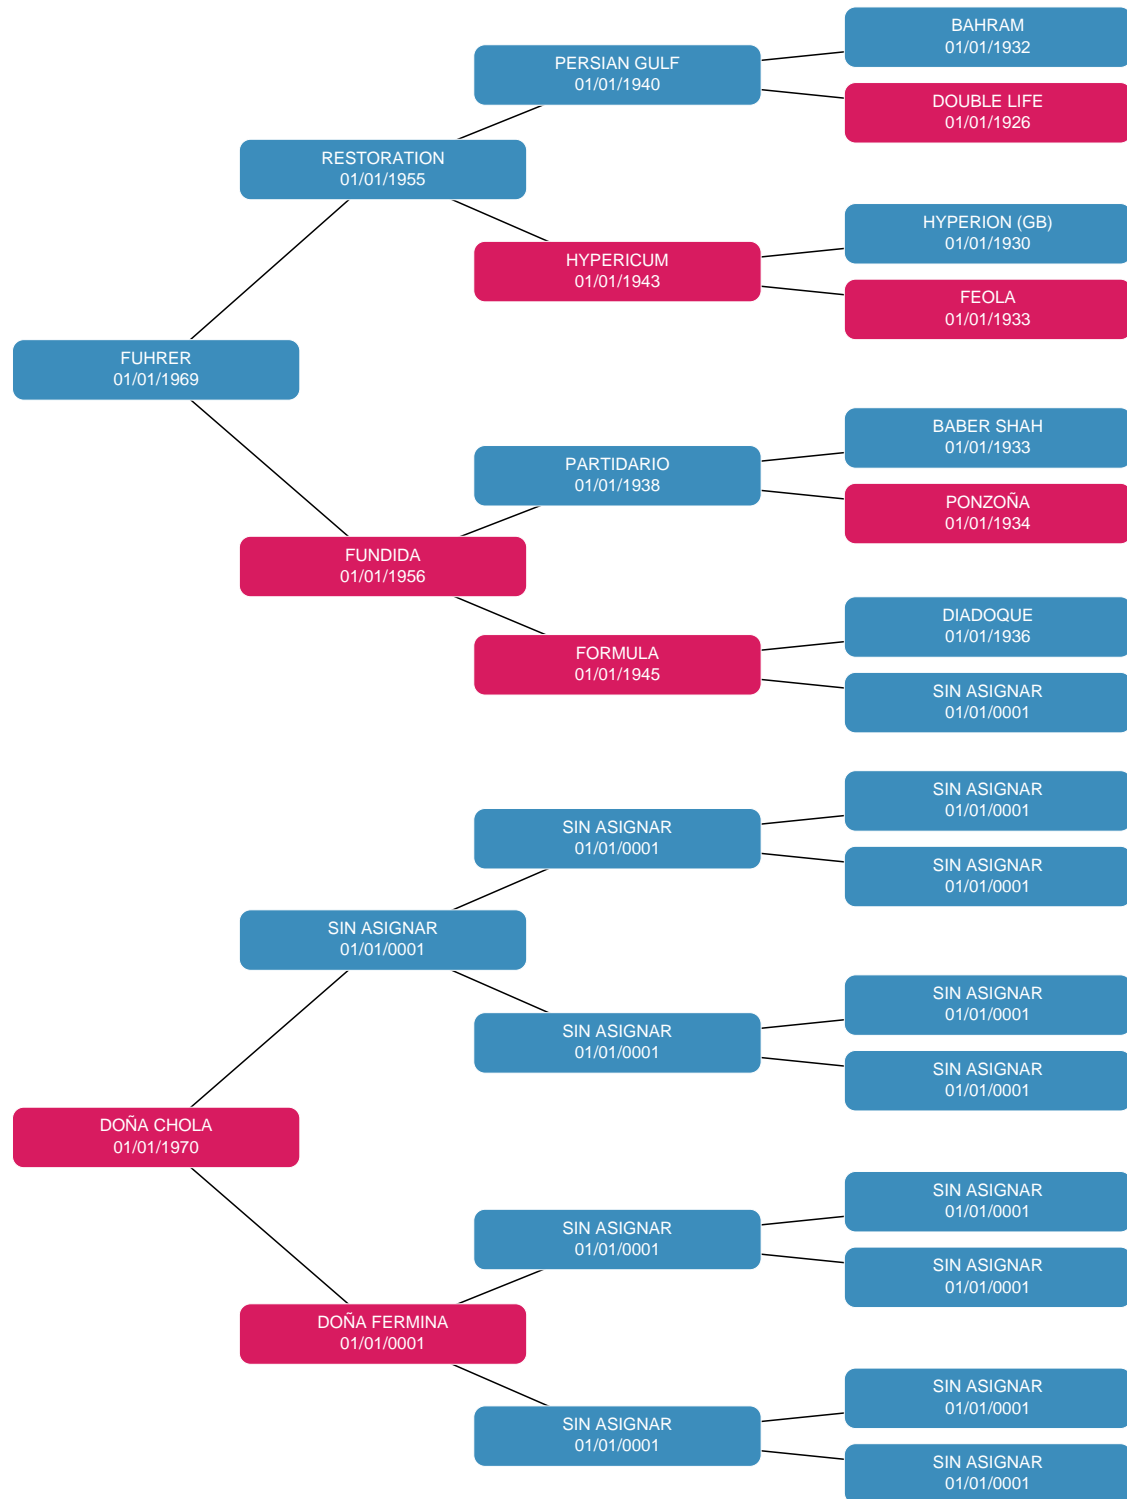 BAHRAM
01/01/1932
PERSIAN GULF
01/01/1940
DOUBLE LIFE
01/01/1926
RESTORATION
01/01/1955
HYPERION (GB)
01/01/1930
HYPERICUM
01/01/1943
FEOLA
01/01/1933
FUHRER
01/01/1969
BABER SHAH
01/01/1933
PARTIDARIO
01/01/1938
PONZOÑA
01/01/1934
FUNDIDA
01/01/1956
DIADOQUE
01/01/1936
FORMULA
01/01/1945
SIN ASIGNAR
01/01/0001
SIN ASIGNAR
01/01/0001
SIN ASIGNAR
01/01/0001
SIN ASIGNAR
01/01/0001
SIN ASIGNAR
01/01/0001
SIN ASIGNAR
01/01/0001
SIN ASIGNAR
01/01/0001
SIN ASIGNAR
01/01/0001
DOÑA CHOLA
01/01/1970
SIN ASIGNAR
01/01/0001
SIN ASIGNAR
01/01/0001
SIN ASIGNAR
01/01/0001
DOÑA FERMINA
01/01/0001
SIN ASIGNAR
01/01/0001
SIN ASIGNAR
01/01/0001
SIN ASIGNAR
01/01/0001